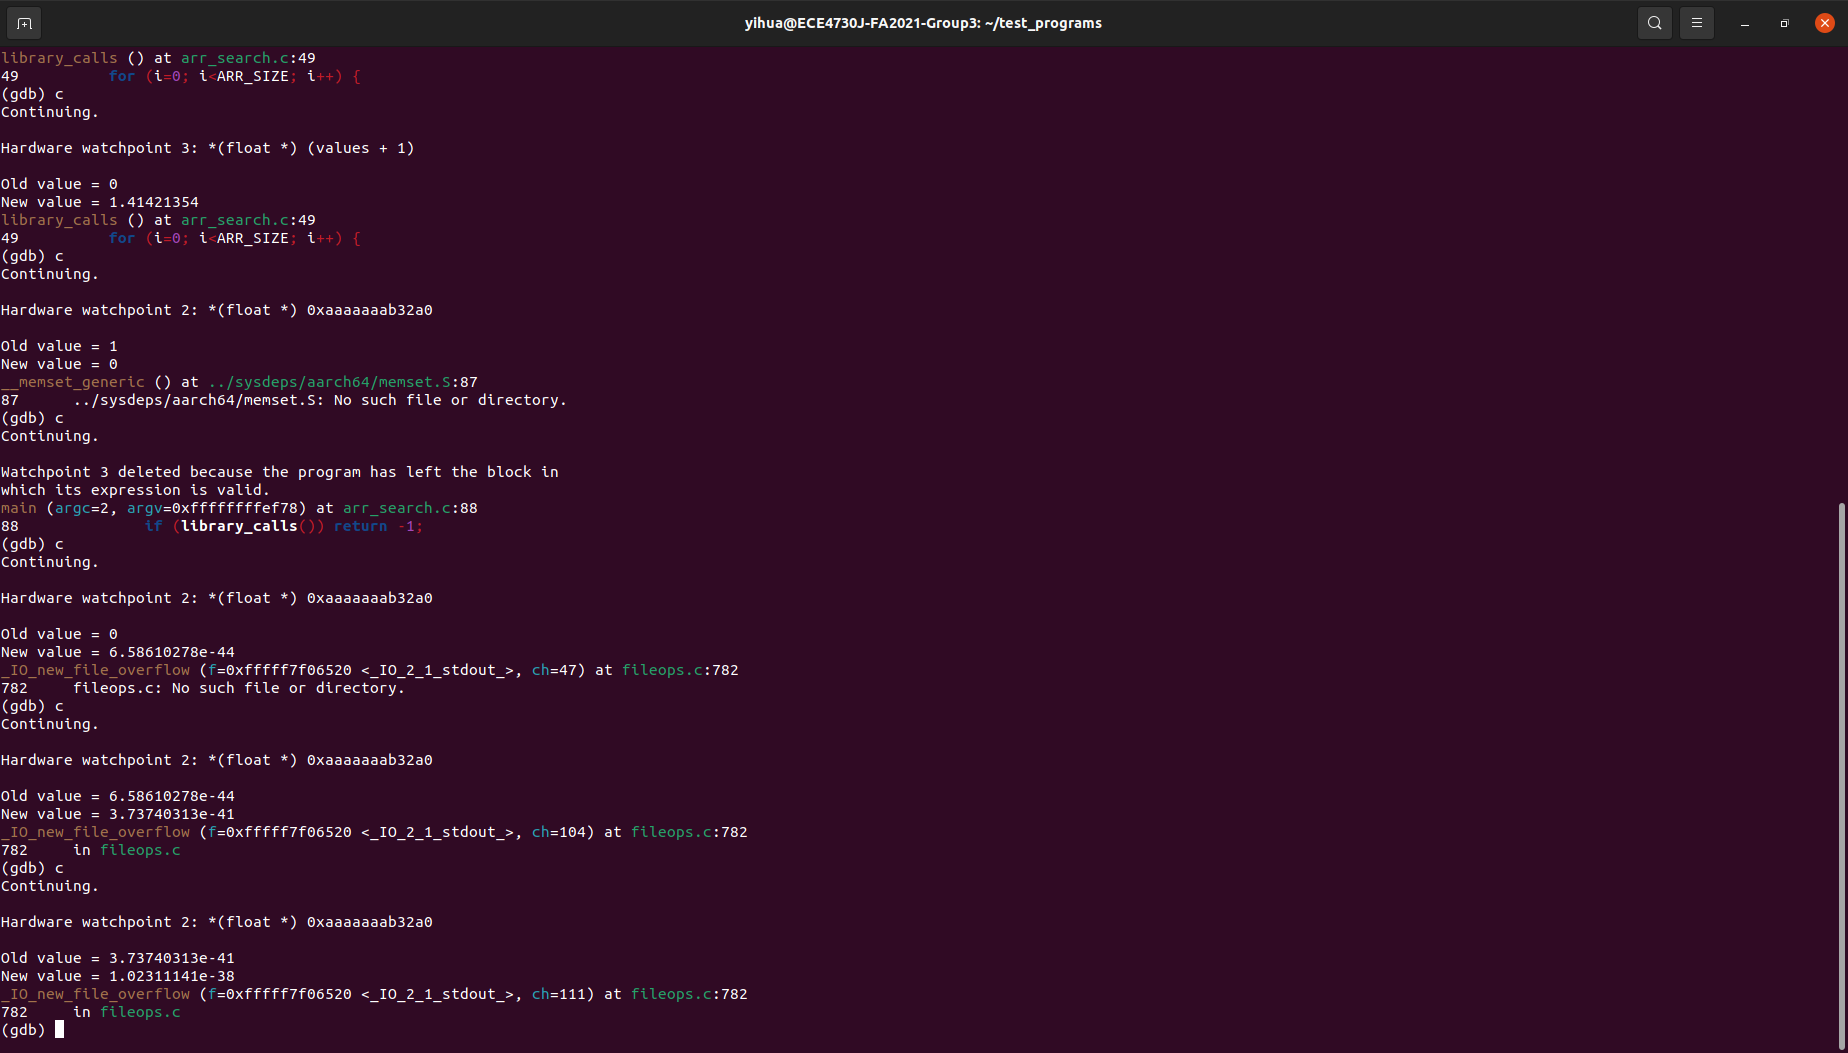 yihua@ECE4730J-FA2021-Group3: ~/test_programs
library_calls () at arr_search.c:49
49          for (i=0; i<ARR_SIZE; i++) {
(gdb) c
Continuing.

Hardware watchpoint 3: *(float *) (values + 1)

Old value = 0
New value = 1.41421354
library_calls () at arr_search.c:49
49          for (i=0; i<ARR_SIZE; i++) {
(gdb) c
Continuing.

Hardware watchpoint 2: *(float *) 0xaaaaaaab32a0

Old value = 1
New value = 0
__memset_generic () at ../sysdeps/aarch64/memset.S:87
87      ../sysdeps/aarch64/memset.S: No such file or directory.
(gdb) c
Continuing.

Watchpoint 3 deleted because the program has left the block in
which its expression is valid.
main (argc=2, argv=0xffffffffef78) at arr_search.c:88
88              if (library_calls()) return -1;
(gdb) c
Continuing.

Hardware watchpoint 2: *(float *) 0xaaaaaaab32a0

Old value = 0
New value = 6.58610278e-44
_IO_new_file_overflow (f=0xfffff7f06520 <_IO_2_1_stdout_>, ch=47) at fileops.c:782
782     fileops.c: No such file or directory.
(gdb) c
Continuing.

Hardware watchpoint 2: *(float *) 0xaaaaaaab32a0

Old value = 6.58610278e-44
New value = 3.73740313e-41
_IO_new_file_overflow (f=0xfffff7f06520 <_IO_2_1_stdout_>, ch=104) at fileops.c:782
782     in fileops.c
(gdb) c
Continuing.

Hardware watchpoint 2: *(float *) 0xaaaaaaab32a0

Old value = 3.73740313e-41
New value = 1.02311141e-38
_IO_new_file_overflow (f=0xfffff7f06520 <_IO_2_1_stdout_>, ch=111) at fileops.c:782
782     in fileops.c
(gdb)